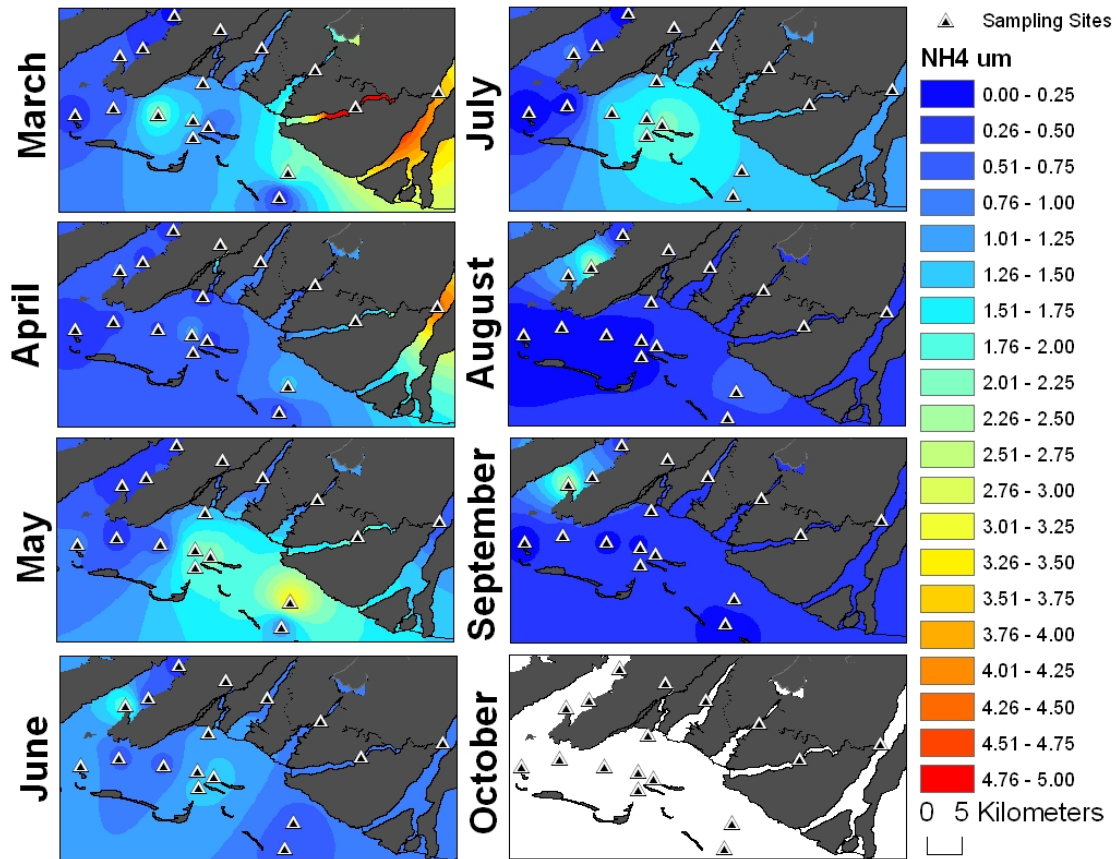 March
July
April
August
May
September
June
October
Sampling Sites
NH4 um
0.00 - 0.25
0.26 - 0.50
0.51 - 0.75
0.76 - 1.00
1.01 - 1.25
1.26 - 1.50
1.51 - 1.75
1.76 - 2.00
2.01 - 2.25
2.26 - 2.50
2.51 - 2.75
2.76 - 3.00
3.01 - 3.25
3.26 - 3.50
3.51 - 3.75
3.76 - 4.00
4.01 - 4.25
4.26 - 4.50
4.51 - 4.75
4.76 - 5.00
0 5 Kilometers